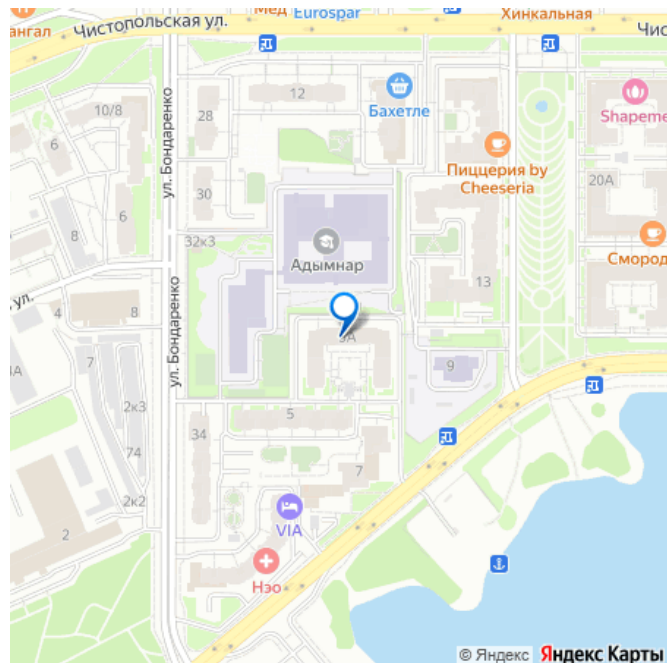 Мед
Eurospar
Хинкальная
ангал
Чистопольская ул.
Чис
12
10/8
28
Бахетле
Shapeme
6
ул. Бондаренко
Пиццерия by
Cheeseria
20А
30
6
8
32к3
Адымнар
Сморо
13
ул.
4
8
5А
ул. Бондаренко
7
9
2к3
5
34
74
7
2к2
VIA
2
Нэо
© Яндекс Яндекс Карты